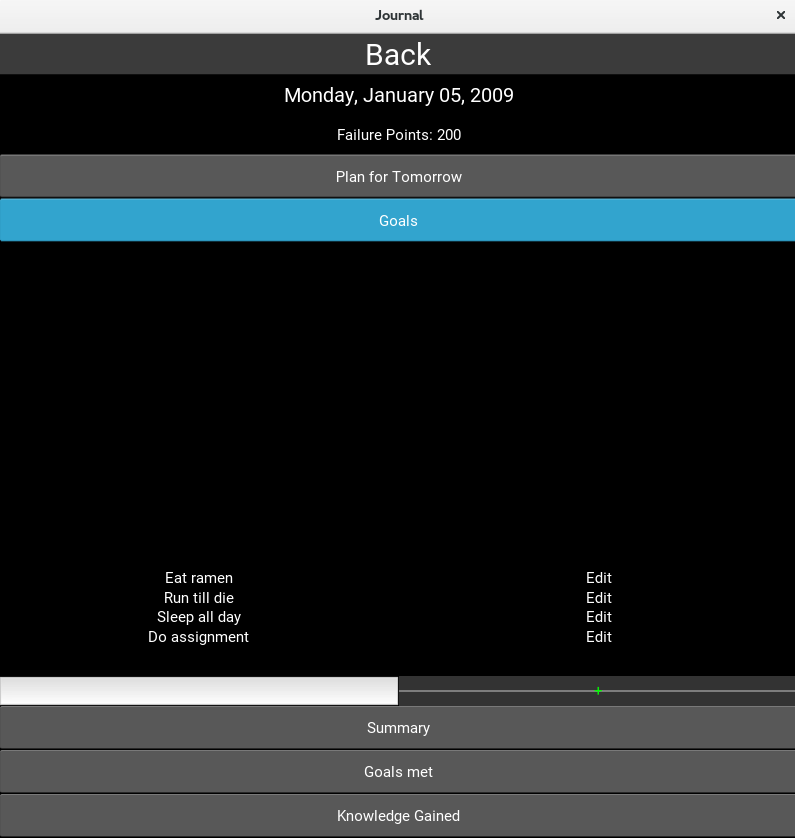 Journal
Back
Monday, January 05, 2009
Failure Points: 200
Plan for Tomorrow
Goals
Eat ramen Edit
Run till die Edit
Sleep all day Edit
Do assignment Edit
Summary
Goals met
Knowledge Gained